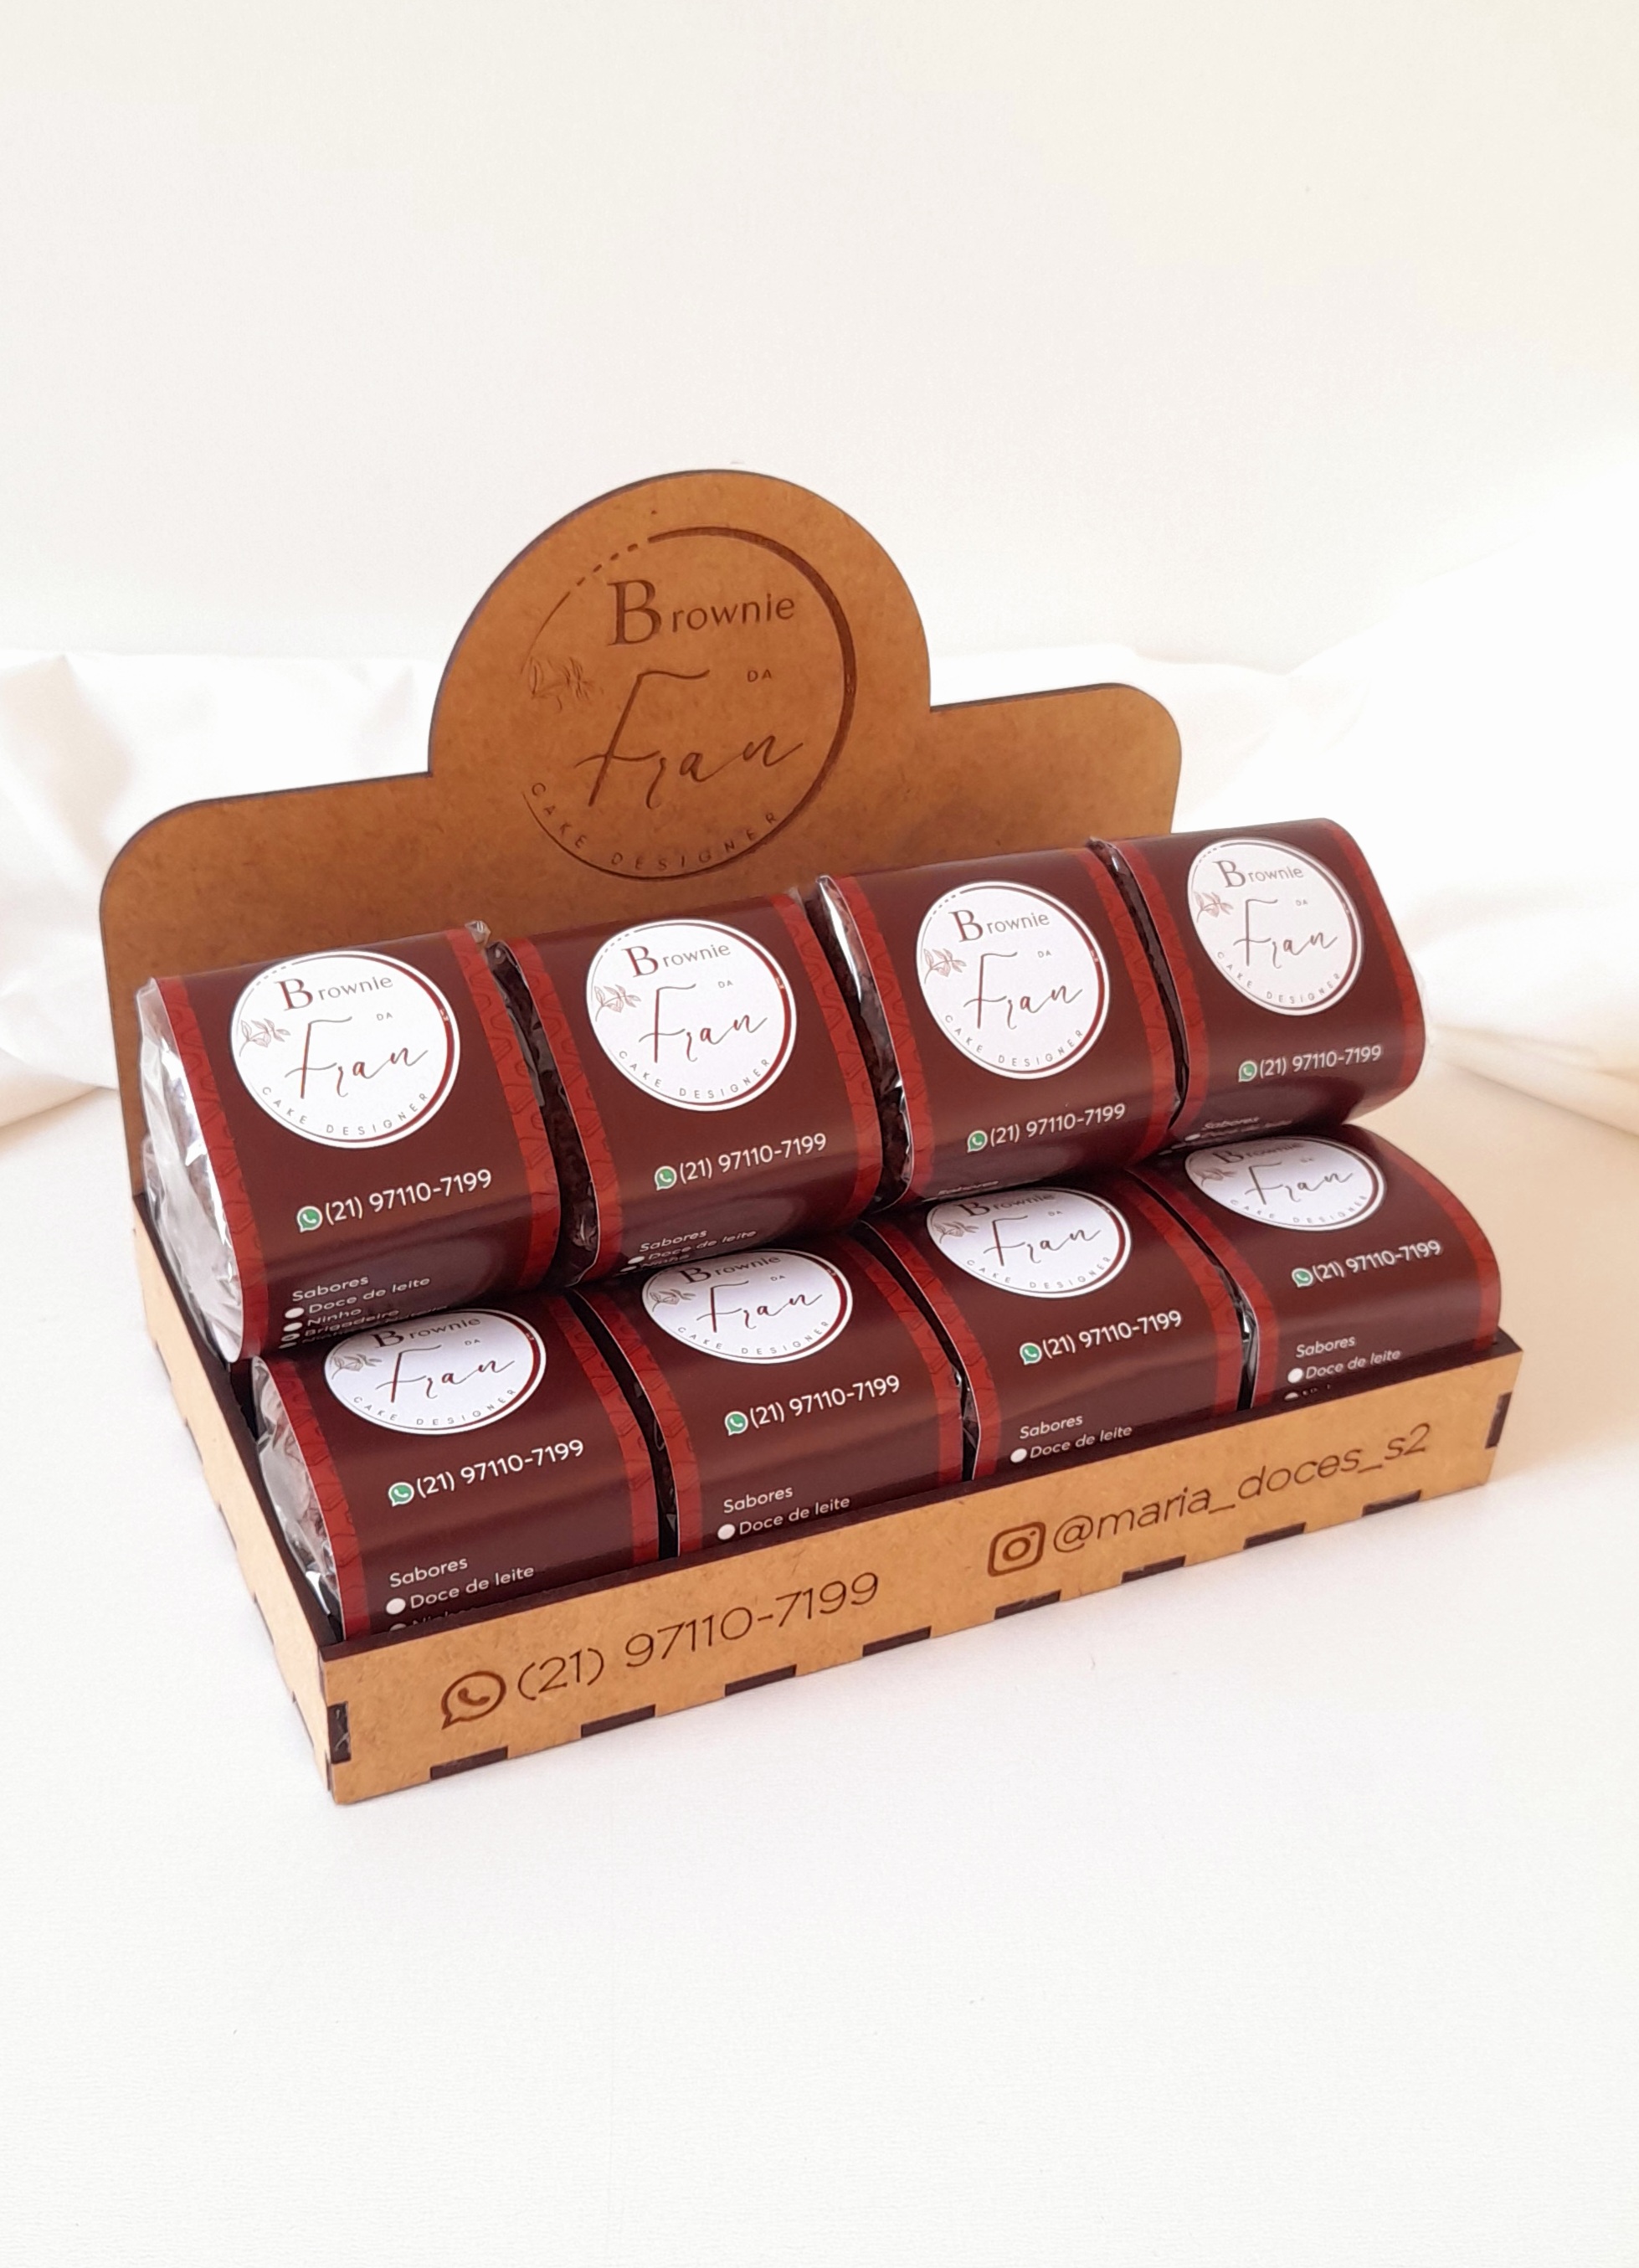 Brownie
DA
Fran
CAKE DESIGNER
Brownie
DA
Fran
CAKE DESIGNER
(21) 97110-7199
Sabores
Doce de leite
Ninho
Brigadeiro
Brownie
DA
Fran
CAKE DESIGNER
(21) 97110-7199
Sabores
Doce de leite
Brownie
DA
Fran
CAKE DESIGNER
(21) 97110-7199
Sabores
Brownie
DA
Fran
CAKE DESIGNER
(21) 97110-7199
Sabores
Brownie
DA
Fran
CAKE DESIGNER
(21) 97110-7199
Sabores
Doce de leite
Brownie
DA
Fran
CAKE DESIGNER
(21) 97110-7199
Sabores
Doce de leite
Brownie
Fran
CAKE DESIGNER
(21) 97110-7199
Sabores
Doce de leite
Brownie
Fran
CAKE DESIGNER
(21) 97110-7199
Sabores
Doce de leite
(21) 97110-7199
@maria_doces_s2